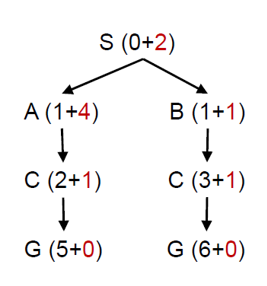 S (0+2)
A (1+4) B (1+1)
C (2+1) C (3+1)
G (5+0) G (6+0)